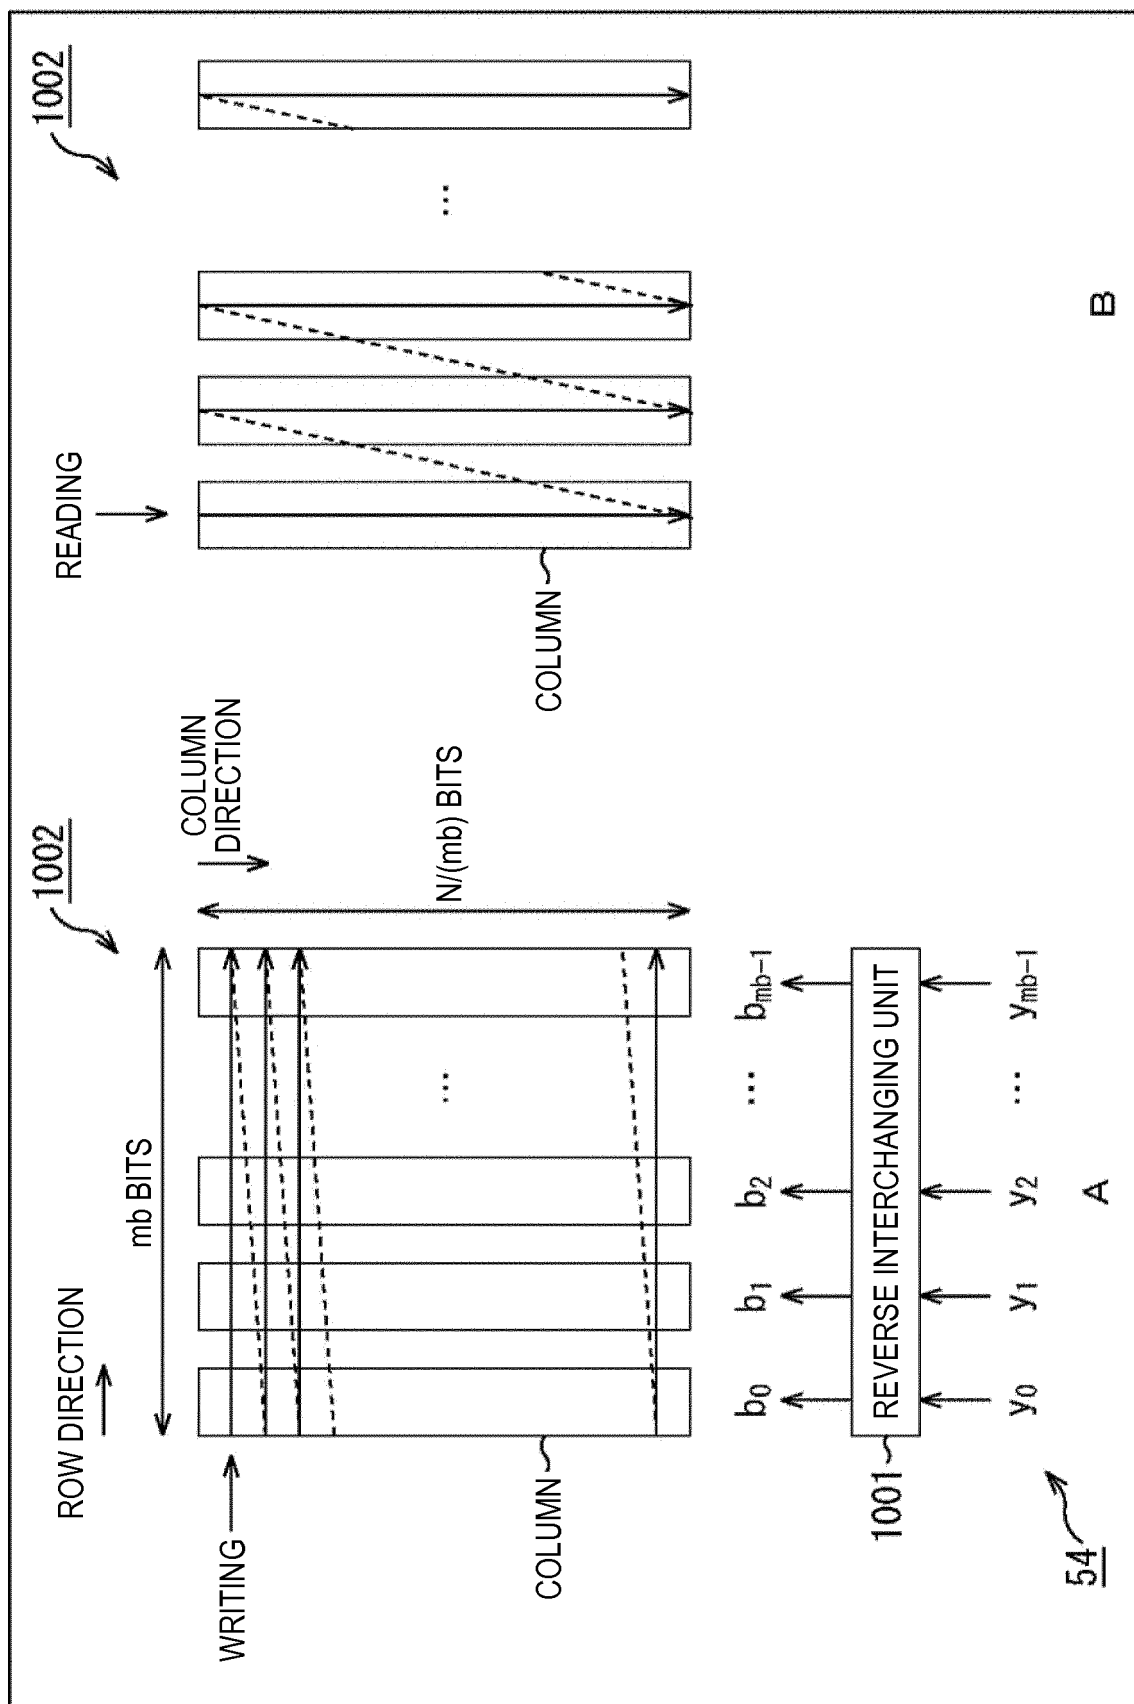 1002
ROW DIRECTION
mb BITS
WRITING
COLUMN
DIRECTION
N/(mb) BITS
COLUMN
...
b0 b1 b2 ... bmb-1
1001
REVERSE INTERCHANGING UNIT
y0 y1 y2 ... ymb-1
54
A
1002
READING
...
COLUMN
B